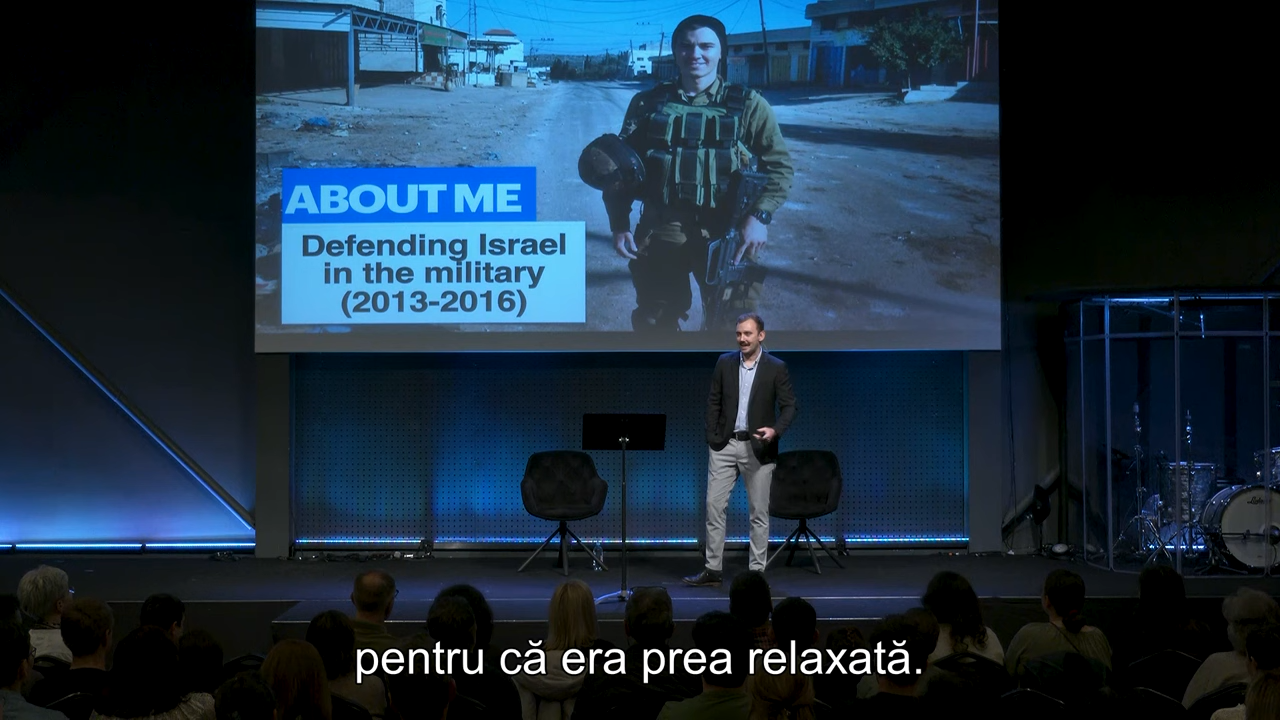 ABOUT ME
Defending Israel
in the military
(2013-2016)
pentru că era prea relaxată.